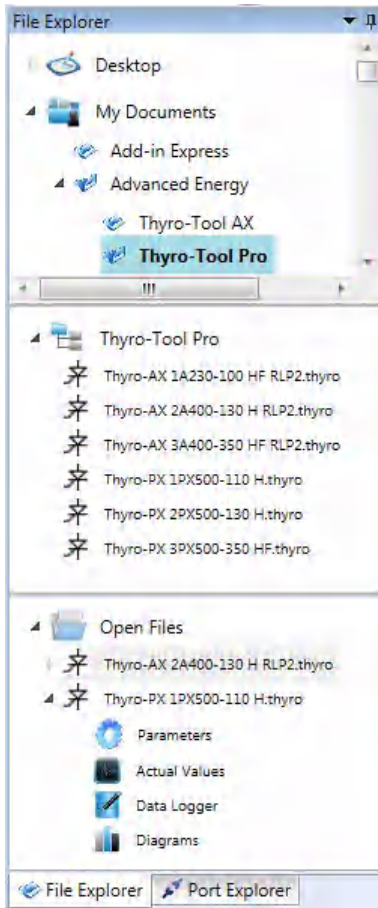 File Explorer
Desktop
My Documents
Add-in Express
Advanced Energy
Thyro-Tool AX
Thyro-Tool Pro
Thyro-Tool Pro
Thyro-AX 1A230-100 HF RLP2.thyro
Thyro-AX 2A400-130 H RLP2.thyro
Thyro-AX 3A400-350 HF RLP2.thyro
Thyro-PX 1PX500-110 H.thyro
Thyro-PX 2PX500-130 H.thyro
Thyro-PX 3PX500-350 HF.thyro
Open Files
Thyro-AX 2A400-130 H RLP2.thyro
Thyro-PX 1PX500-110 H.thyro
Parameters
Actual Values
Data Logger
Diagrams
File Explorer Port Explorer